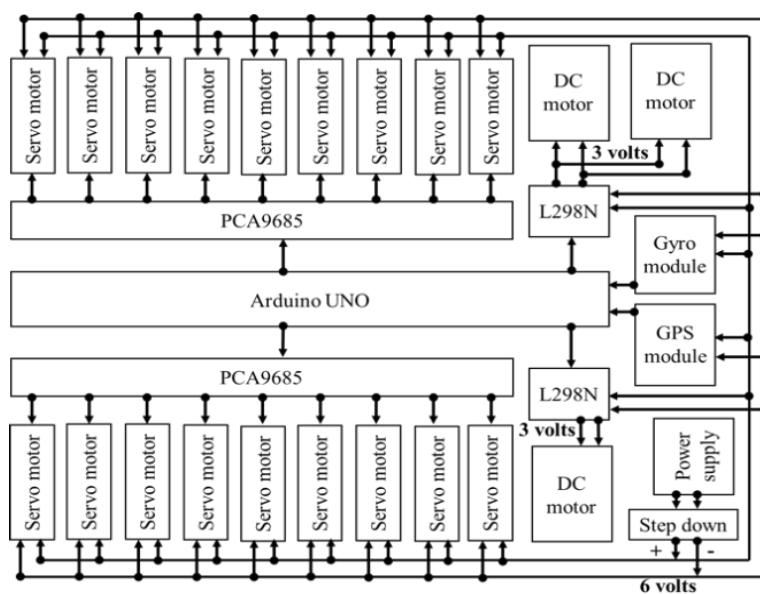 Servo motor
Servo motor
Servo motor
Servo motor
Servo motor
Servo motor
Servo motor
Servo motor
Servo motor
DC
motor
DC
motor
3 volts
L298N
PCA9685
Gyro
module
Arduino UNO
GPS
module
PCA9685
L298N
3 volts
Servo motor
Servo motor
Servo motor
Servo motor
Servo motor
Servo motor
Servo motor
Servo motor
Servo motor
DC
motor
Power
supply
Step down
+ -
6 volts